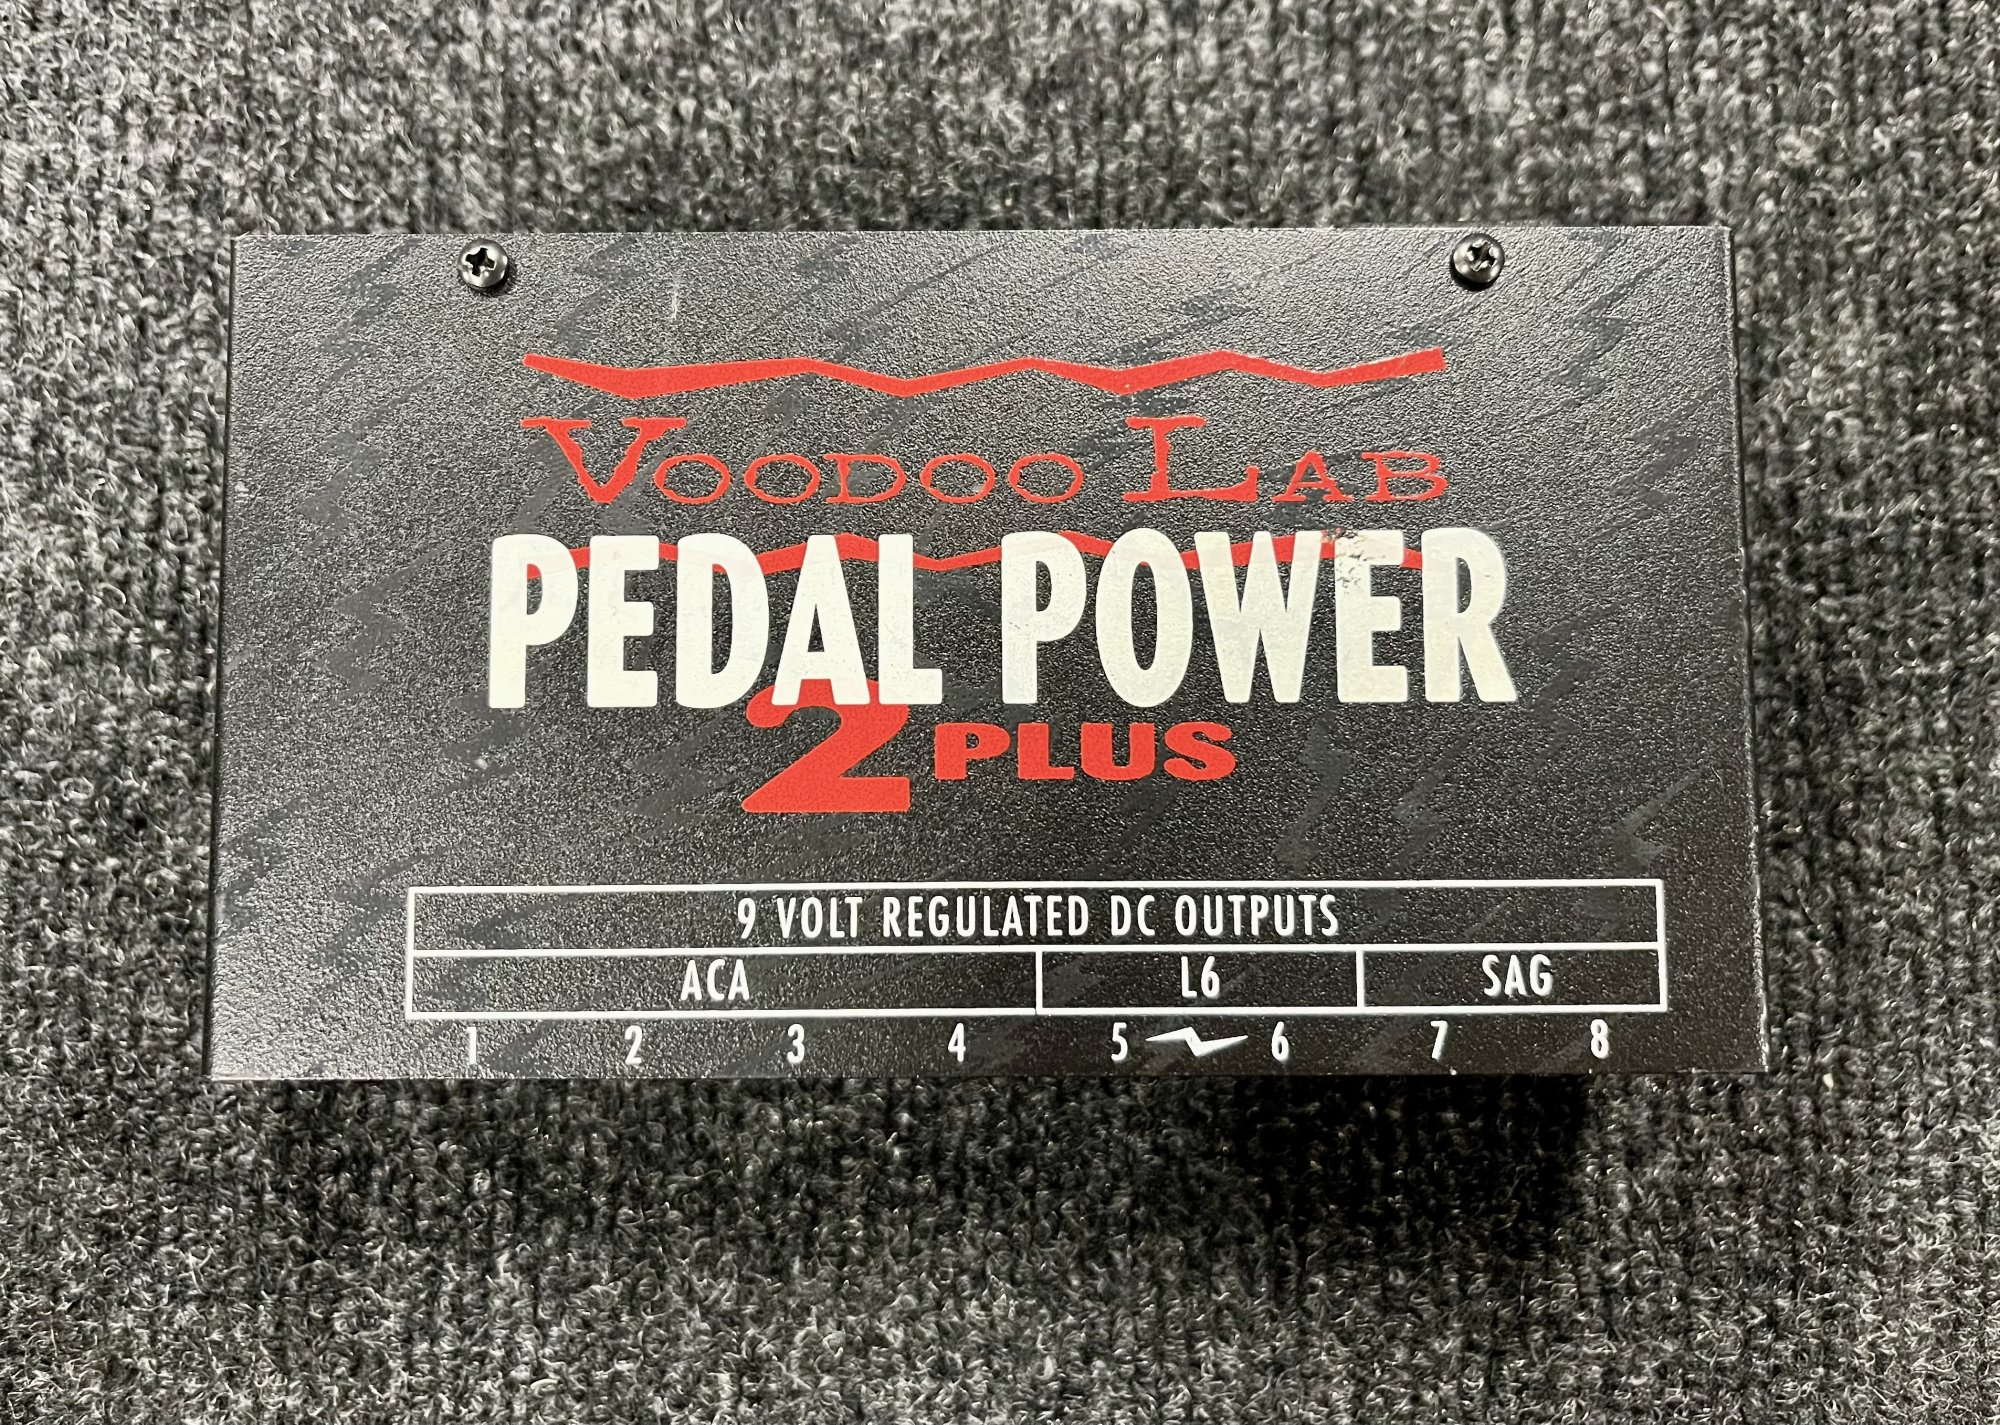 VOODOO LAB
PEDAL POWER
2 PLUS
9 VOLT REGULATED DC OUTPUTS
ACA L6 SAG
1 2 3 4 5 6 7 8